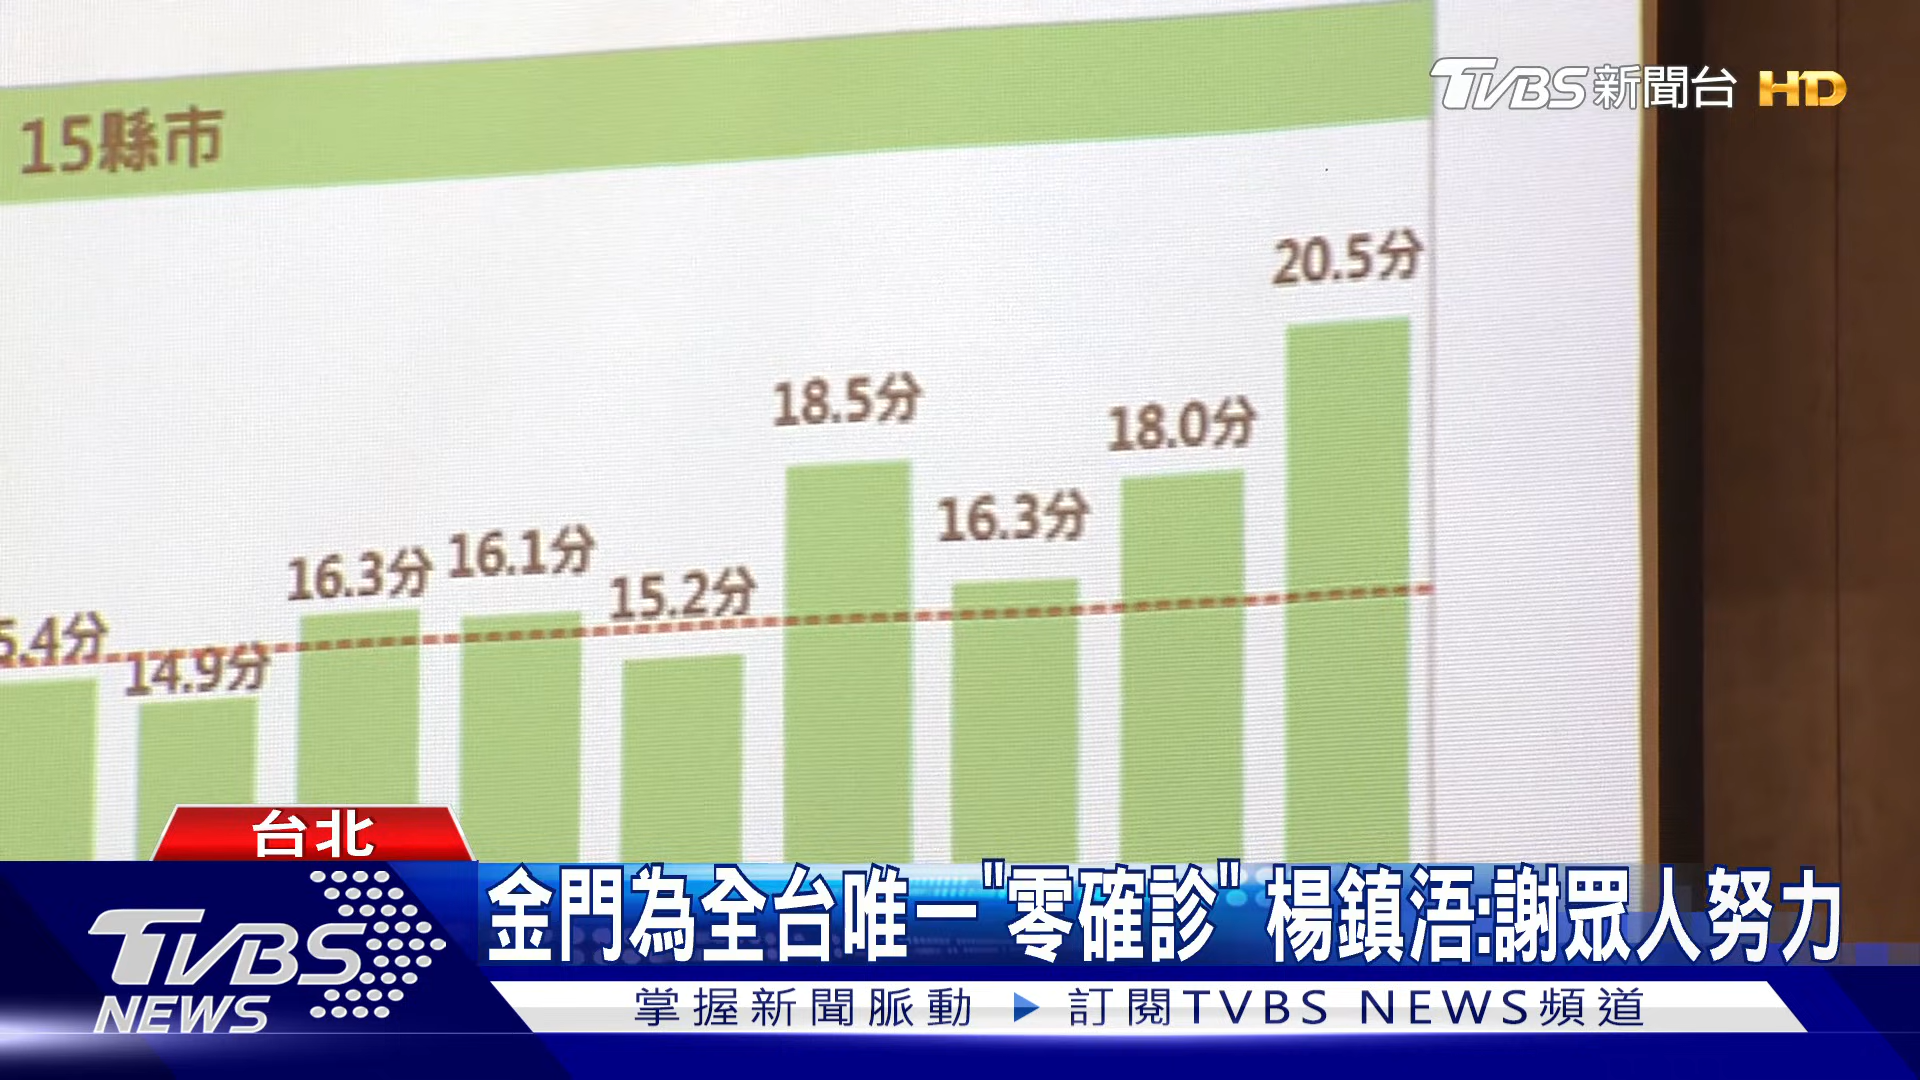 TVBS新聞台 HD
15縣市
20.5分
18.5分
18.0分
16.3分
16.3分
16.1分
15.2分
5.4分
14.9分
台北
金門為全台唯一"零確診" 楊鎮浯:謝眾人努力
TVBS
NEWS
掌握新聞脈動 ▶ 訂閱TVBS NEWS頻道